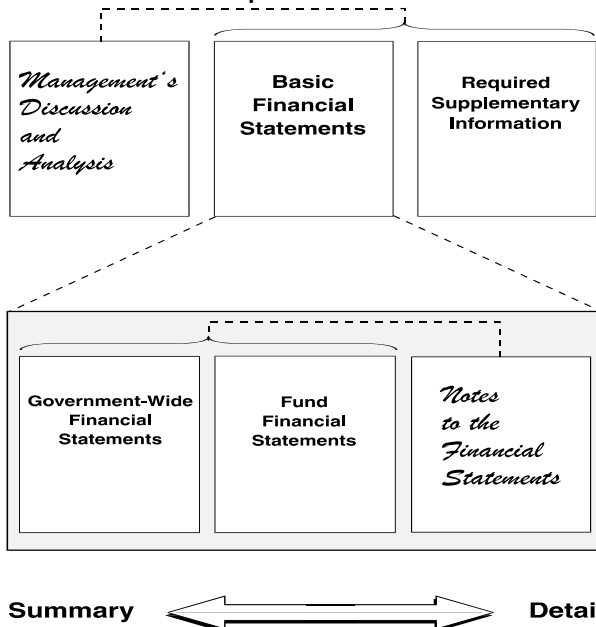 Management's
Discussion
and
Analysis
Basic
Financial
Statements
Required
Supplementary
Information
Government-Wide
Financial
Statements
Fund
Financial
Statements
Notes
to the
Financial
Statements
Summary
Detai